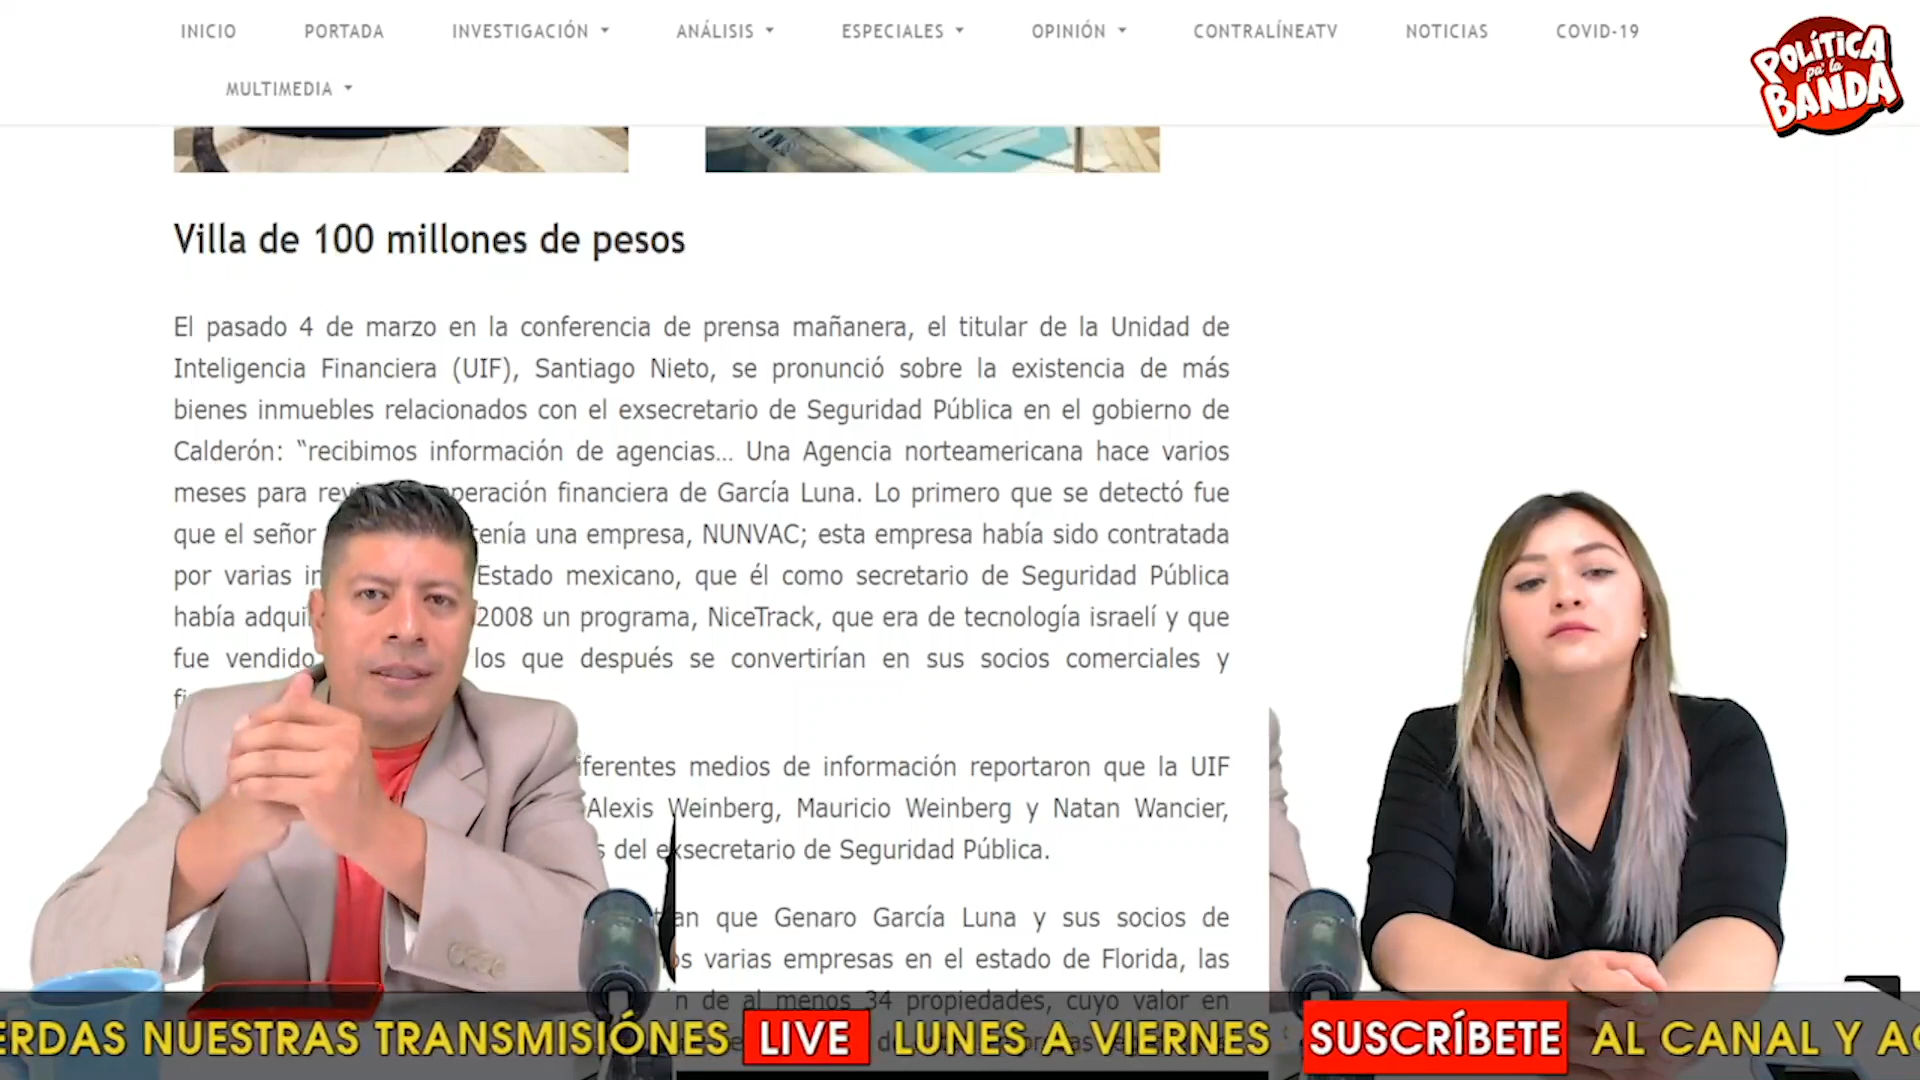 INICIO PORTADA INVESTIGACIÓN ANÁLISIS ESPECIALES OPINIÓN CONTRALÍNEATV NOTICIAS COVID-19
MULTIMEDIA
POLÍTICA
pa' la
BANDA
Villa de 100 millones de pesos
El pasado 4 de marzo en la conferencia de prensa mañanera, el titular de la Unidad de
Inteligencia Financiera (UIF), Santiago Nieto, se pronunció sobre la existencia de más
bienes inmuebles relacionados con el exsecretario de Seguridad Pública en el gobierno de
Calderón: “recibimos información de agencias... Una Agencia norteamericana hace varios
meses para peración financiera de García Luna. Lo primero que se detectó fue
que el señor tenía una empresa, NUNVAC; esta empresa había sido contratada
por varias Estado mexicano, que él como secretario de Seguridad Pública
había 2008 un programa, NiceTrack, que era de tecnología israelí y que
fue vendido los que después se convertirían en sus socios comerciales y
iferentes medios de información reportaron que la UIF
Alexis Weinberg, Mauricio Weinberg y Natan Wancier,
s del exsecretario de Seguridad Pública.
que Genaro García Luna y sus socios de
varias empresas en el estado de Florida, las
n de al menos 34 propiedades, cuyo valor en
ERDAS NUESTRAS TRANSMISIÓNES LIVE LUNES A VIERNES SUSCRÍBETE AL CANAL Y AC